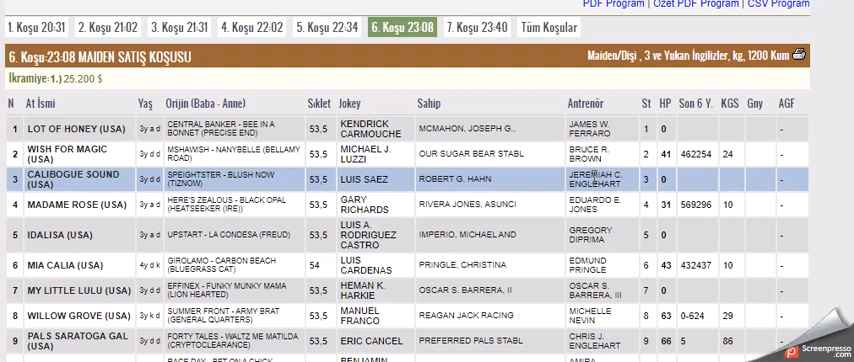 PDF Program | Özet PDF Program | CSV Program
1. Koşu 20:31 2. Koşu 21:02 3. Koşu 21:31 4. Koşu 22:02 5. Koşu 22:34 6. Koşu 23:08 7. Koşu 23:40 Tüm Koşular
6. Koşu:23:08 MAIDEN SATIŞ KOŞUSU Maiden/Dişi , 3 ve Yukarı İngilizler, kg, 1200 Kum
İkramiye:1.) 25.200 $
N At İsmi Yaş Orijin (Baba - Anne) Sıklet Jokey Sahip Antrenör St HP Son 6 Y. KGS Gny AGF
1 LOT OF HONEY (USA) 3y a d CENTRAL BANKER - BEE IN A 53,5 KENDRICK MCMAHON, JOSEPH G., JAMES W. 1 0 -
BONNET (PRECISE END) CARMOUCHE FERRARO
2 WISH FOR MAGIC 3y d d MSHAWISH - NANYBELLE (BELLAMY 53,5 MICHAEL J. OUR SUGAR BEAR STABL BRUCE R. 2 41 462254 24 -
(USA) ROAD) LUZZI BROWN
3 CALIBOGUE SOUND 3y d d SPEIGHTSTER - BLUSH NOW 53,5 LUIS SAEZ ROBERT G. HAHN JEREMIAH C. 3 0 -
(USA) (TIZNOW) ENGLEHART
4 MADAME ROSE (USA) 3y a d HERE'S ZEALOUS - BLACK OPAL 53,5 GARY RIVERA JONES, ASUNCI EDUARDO E. 4 31 569296 10 -
(HEATSEEKER (IRE)) RICHARDS JONES
5 IDALISA (USA) 3y a d UPSTART - LA CONDESA (FREUD) 53,5 LUIS A. IMPERIO, MICHAELAND GREGORY 5 0 -
RODRIGUEZ DIPRIMA
CASTRO
6 MIA CALIA (USA) 4y d k GIROLAMO - CARBON BEACH 54 LUIS PRINGLE, CHRISTINA EDMUND 6 43 432437 10 -
(BLUEGRASS CAT) CARDENAS PRINGLE
7 MY LITTLE LULU (USA) 3y d d EFFINEX - FUNKY MUNKY MAMA 53,5 HEMAN K. OSCAR S. BARRERA, II OSCAR S. 7 0 -
(LION HEARTED) HARKIE BARRERA, III
8 WILLOW GROVE (USA) 3y k d SUMMER FRONT - ARMY BRAT 53,5 MANUEL REAGAN JACK RACING MICHELLE 8 63 0-624 29 -
(GENERAL QUARTERS) FRANCO NEVIN
9 PALS SARATOGA GAL 3y d d FORTY TALES - WALTZ ME MATILDA 53,5 ERIC CANCEL PREFERRED PALS STABL CHRIS J. 9 66 5 86 -
(USA) (CRYPTOCLEARANCE) ENGLEHART
RACE DAY - BET ON A CHICK BENJAMIN AMIRA
Screenpresso
.com